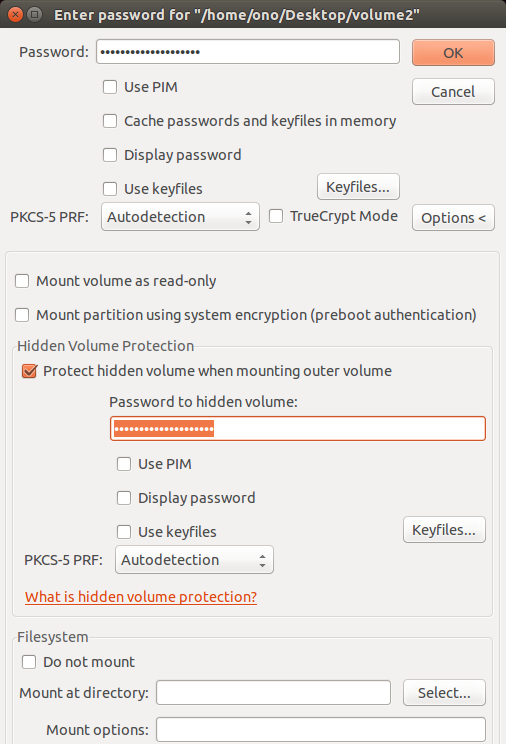 Enter password for "/home/ono/Desktop/volume2"
Password: •••••••••••••••••••• OK
Use PIM
Cancel
Cache passwords and keyfiles in memory
Display password
Use keyfiles Keyfiles...
PKCS-5 PRF: Autodetection TrueCrypt Mode Options <
Mount volume as read-only
Mount partition using system encryption (preboot authentication)
Hidden Volume Protection
Protect hidden volume when mounting outer volume
Password to hidden volume:
••••••••••••••••••••
Use PIM
Display password
Use keyfiles Keyfiles...
PKCS-5 PRF: Autodetection
What is hidden volume protection?
Filesystem
Do not mount
Mount at directory: Select...
Mount options: